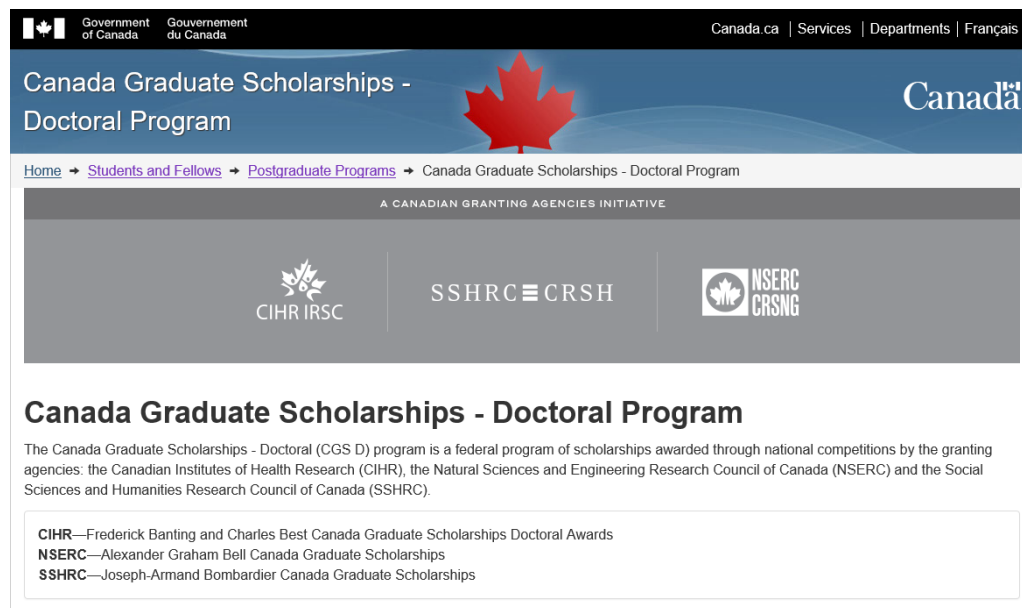 Government of Canada
Gouvernement du Canada
Canada.ca | Services | Departments | Français
Canada Graduate Scholarships -
Doctoral Program
Canada
Home → Students and Fellows → Postgraduate Programs → Canada Graduate Scholarships - Doctoral Program
A CANADIAN GRANTING AGENCIES INITIATIVE
CIHR IRSC
SSHRC CRSH
NSERC
CRSNG
Canada Graduate Scholarships - Doctoral Program
The Canada Graduate Scholarships - Doctoral (CGS D) program is a federal program of scholarships awarded through national competitions by the granting
agencies: the Canadian Institutes of Health Research (CIHR), the Natural Sciences and Engineering Research Council of Canada (NSERC) and the Social
Sciences and Humanities Research Council of Canada (SSHRC).
CIHR—Frederick Banting and Charles Best Canada Graduate Scholarships Doctoral Awards
NSERC—Alexander Graham Bell Canada Graduate Scholarships
SSHRC—Joseph-Armand Bombardier Canada Graduate Scholarships